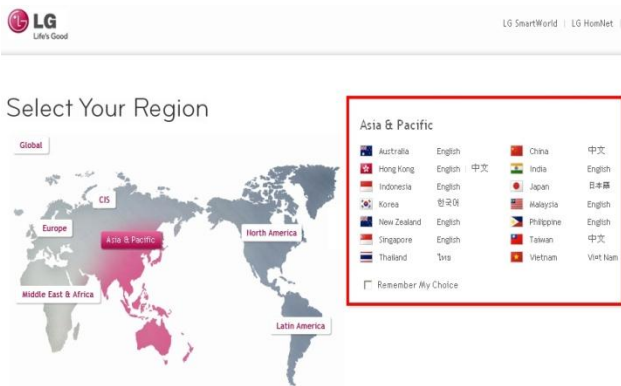 LG
Life's Good
LG SmartWorld | LG HomNet |
Select Your Region
Global
CIS
Europe
Asia & Pacific
North America
Middle East & Africa
Latin America
Asia & Pacific
Australia English
China 中文
Hong Kong English | 中文
India English
Indonesia English
Japan 日本語
Korea 한국어
Malaysia English
New Zealand English
Philippine English
Singapore English
Taiwan 中文
Thailand ไทย
Vietnam Việt Nam
Remember My Choice